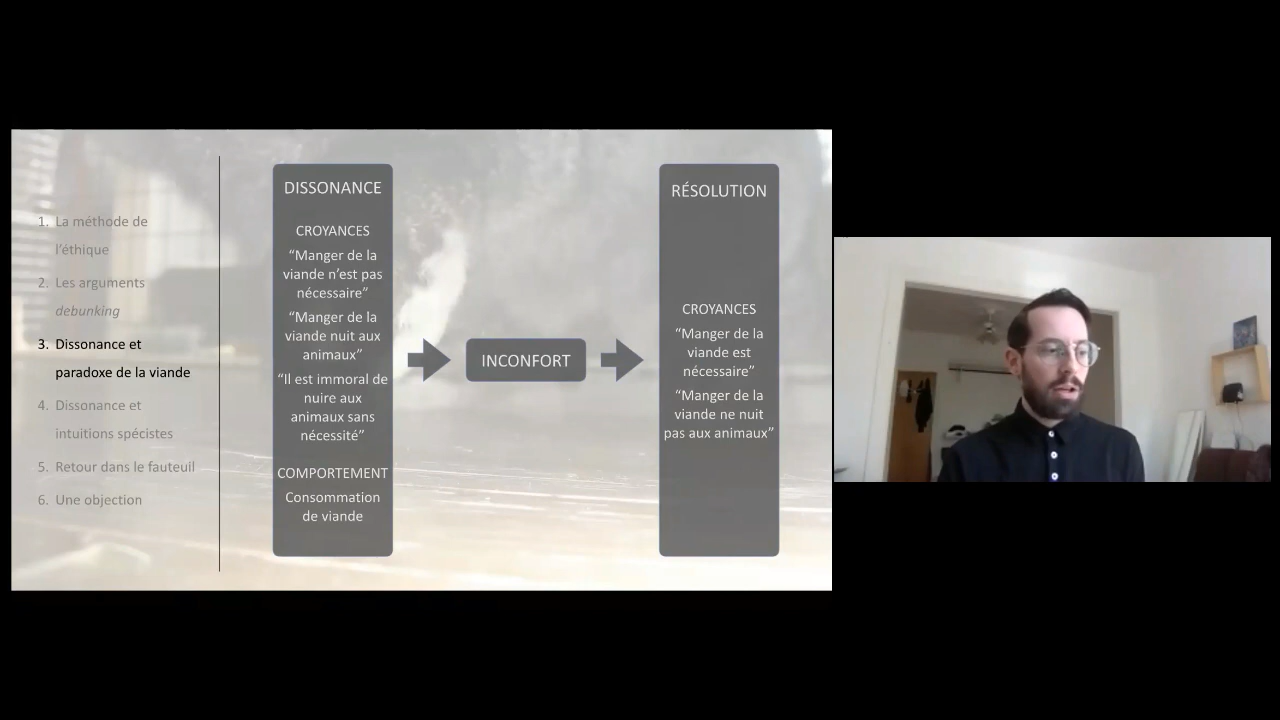 1. La méthode de
l’éthique
2. Les arguments
debunking
3. Dissonance et
paradoxe de la viande
4. Dissonance et
intuitions spécistes
5. Retour dans le fauteuil
6. Une objection
DISSONANCE
CROYANCES
“Manger de la
viande n’est pas
nécessaire”
“Manger de la
viande nuit aux
animaux”
“Il est immoral de
nuire aux
animaux sans
nécessité”
COMPORTEMENT
Consommation
de viande
INCONFORT
RÉSOLUTION
CROYANCES
“Manger de la
viande est
nécessaire”
“Manger de la
viande ne nuit
pas aux animaux”